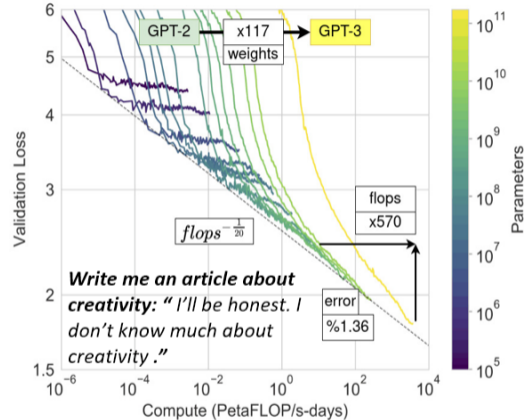 6
5
4
3
2
1.5
Validation Loss
GPT-2
x117
weights
GPT-3
flops
x570
flops^{-\frac{1}{20}}
error
%1.36
Write me an article about
creativity: “ I’ll be honest. I
don’t know much about
creativity .”
10^{-6}
10^{-4}
10^{-2}
10^{0}
10^{2}
10^{4}
Compute (PetaFLOP/s-days)
10^{11}
10^{10}
10^{9}
10^{8}
10^{7}
10^{6}
10^{5}
Parameters